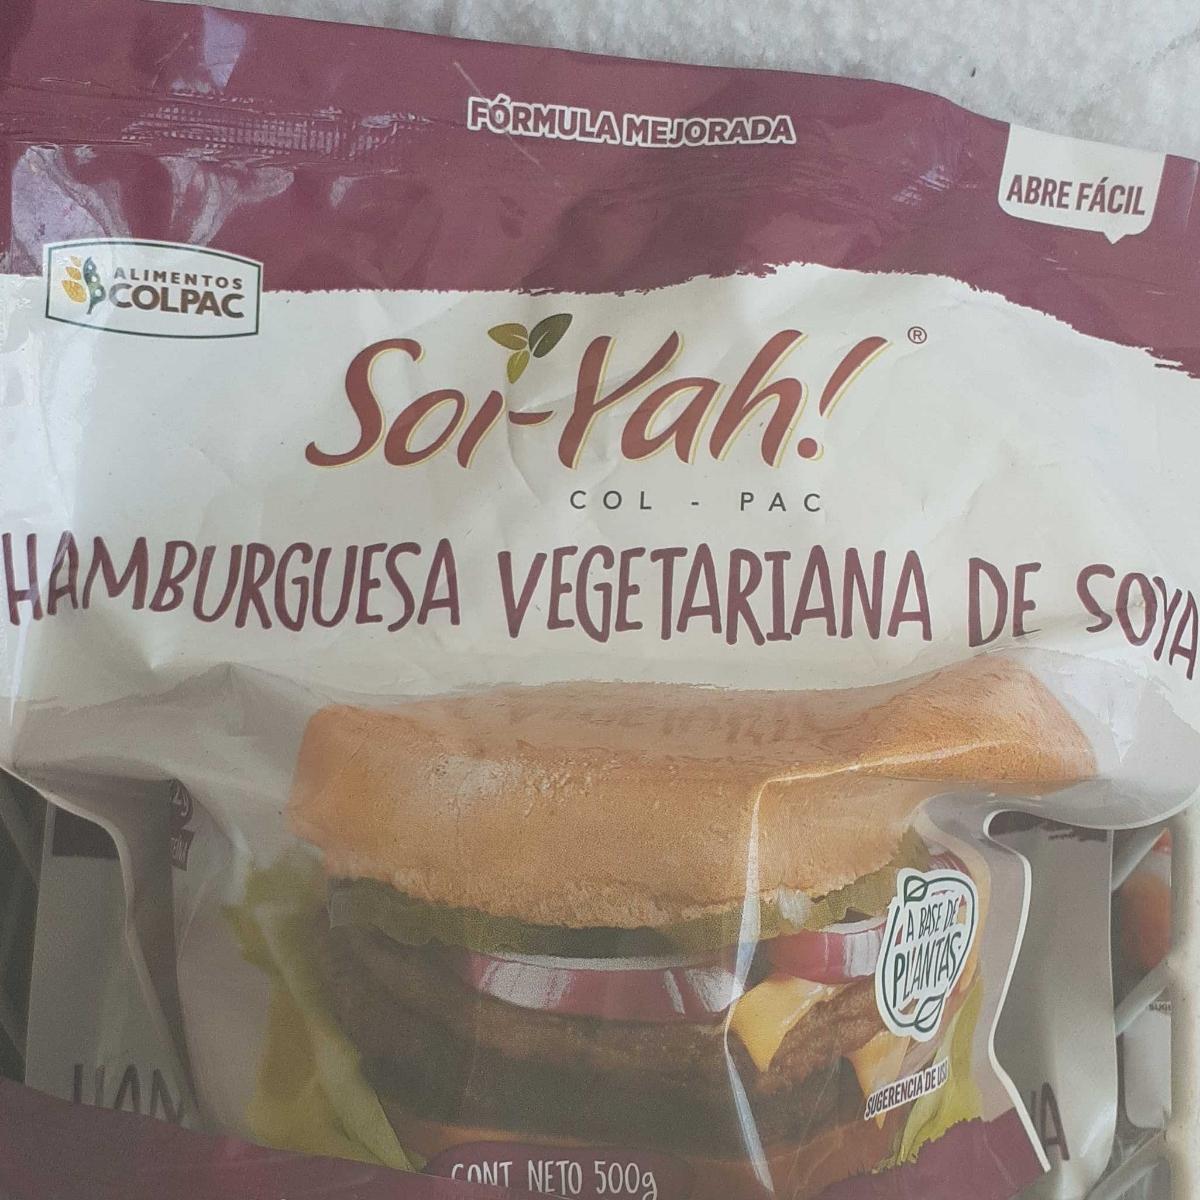 FÓRMULA MEJORADA
ABRE FÁCIL
ALIMENTOS
COLPAC
Soi-Yah!®
COL - PAC
HAMBURGUESA VEGETARIANA DE SOYA
A BASE DE
PLANTAS
SUGERENCIA DE USO
CONT NETO 500g